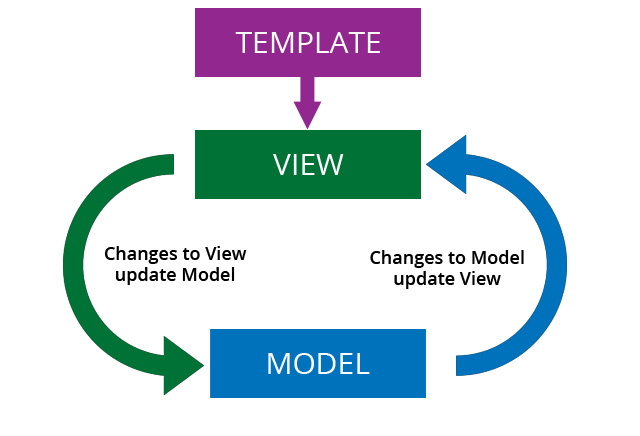 TEMPLATE
VIEW
Changes to View
update Model
Changes to Model
update View
MODEL